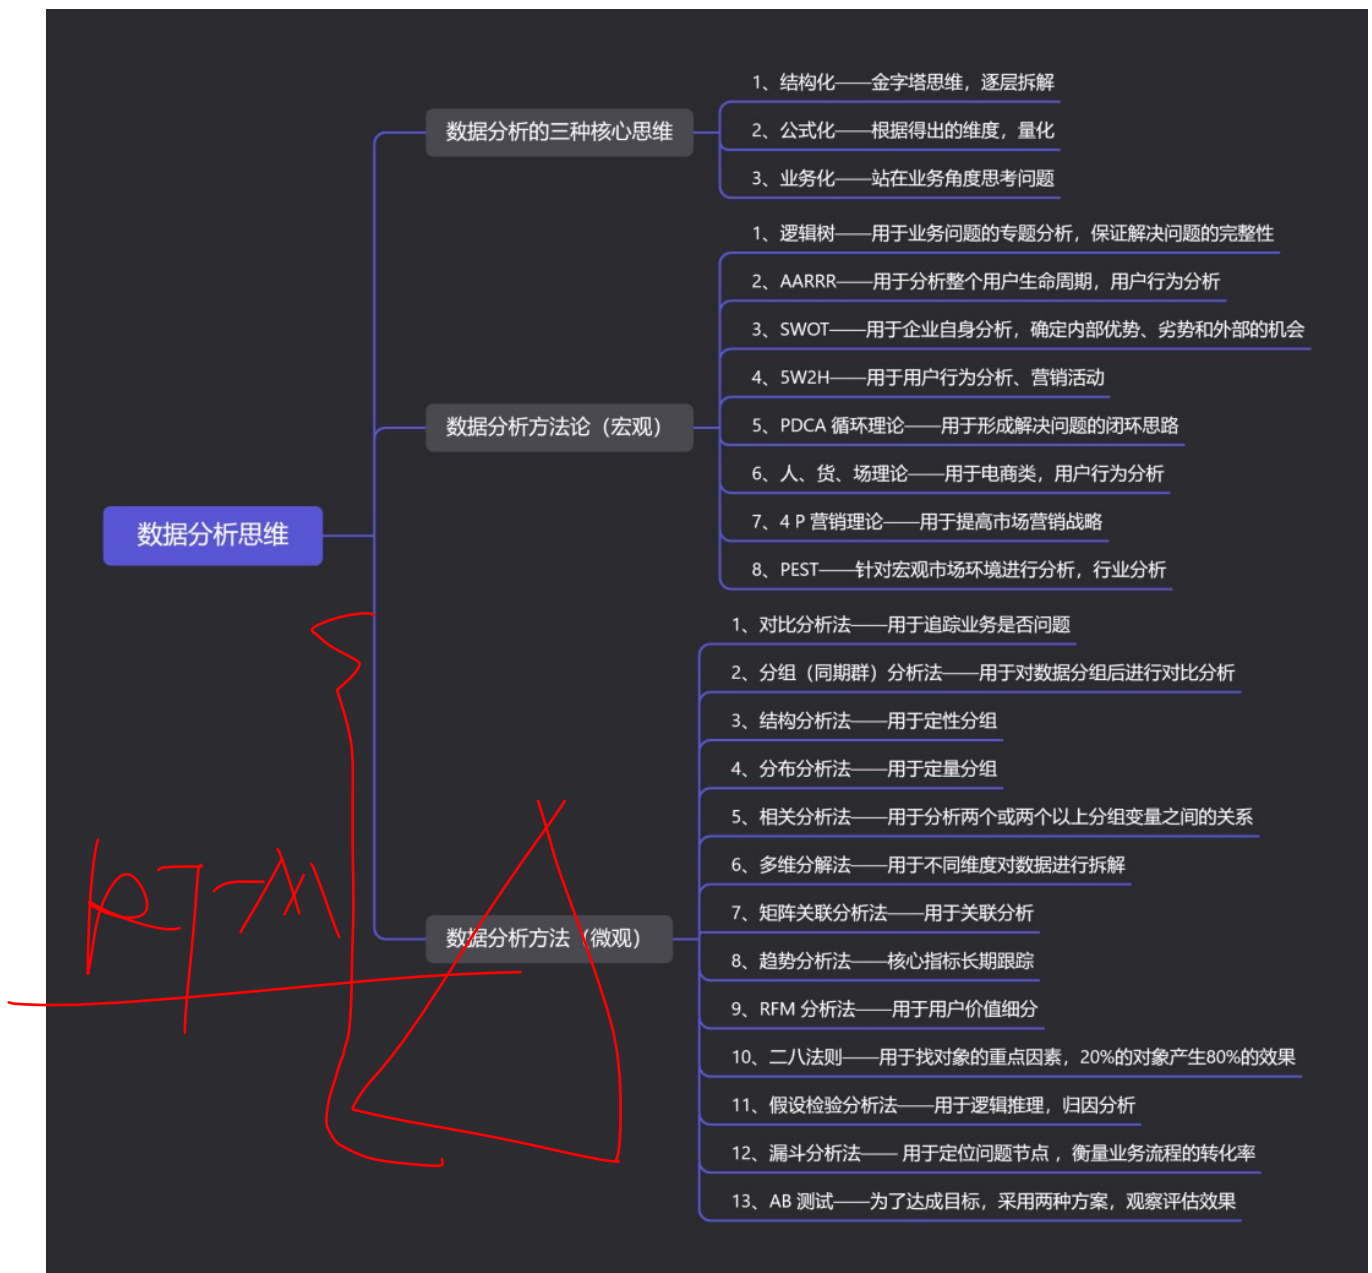 数据分析思维
数据分析的三种核心思维
1、结构化——金字塔思维，逐层拆解
2、公式化——根据得出的维度，量化
3、业务化——站在业务角度思考问题
数据分析方法论（宏观）
1、逻辑树——用于业务问题的专题分析，保证解决问题的完整性
2、AARRR——用于分析整个用户生命周期，用户行为分析
3、SWOT——用于企业自身分析，确定内部优势、劣势和外部的机会
4、5W2H——用于用户行为分析、营销活动
5、PDCA 循环理论——用于形成解决问题的闭环思路
6、人、货、场理论——用于电商类，用户行为分析
7、4 P 营销理论——用于提高市场营销战略
8、PEST——针对宏观市场环境进行分析，行业分析
数据分析方法（微观）
1、对比分析法——用于追踪业务是否问题
2、分组（同期群）分析法——用于对数据分组后进行对比分析
3、结构分析法——用于定性分组
4、分布分析法——用于定量分组
5、相关分析法——用于分析两个或两个以上分组变量之间的关系
6、多维分解法——用于不同维度对数据进行拆解
7、矩阵关联分析法——用于关联分析
8、趋势分析法——核心指标长期跟踪
9、RFM 分析法——用于用户价值细分
10、二八法则——用于找对象的重点因素，20%的对象产生80%的效果
11、假设检验分析法——用于逻辑推理，归因分析
12、漏斗分析法—— 用于定位问题节点 ，衡量业务流程的转化率
13、AB 测试——为了达成目标，采用两种方案，观察评估效果